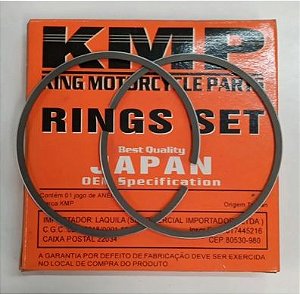 KMP
KING MOTORCYCLE PARTS
RINGS SET
Best Quality
JAPAN
OEM Specification
Contém 01 jogo de
Marca KMP
Origem
IMPORTADOR: LAQUILA
C.G.C.
CAIXA POSTAL 22034
CEP 80530-980
A GARANTIA POR DEFEITO DE FABRICAÇÃO DEVE SER EXERCIDA
NO LOCAL DE COMPRA DO PRODUTO.